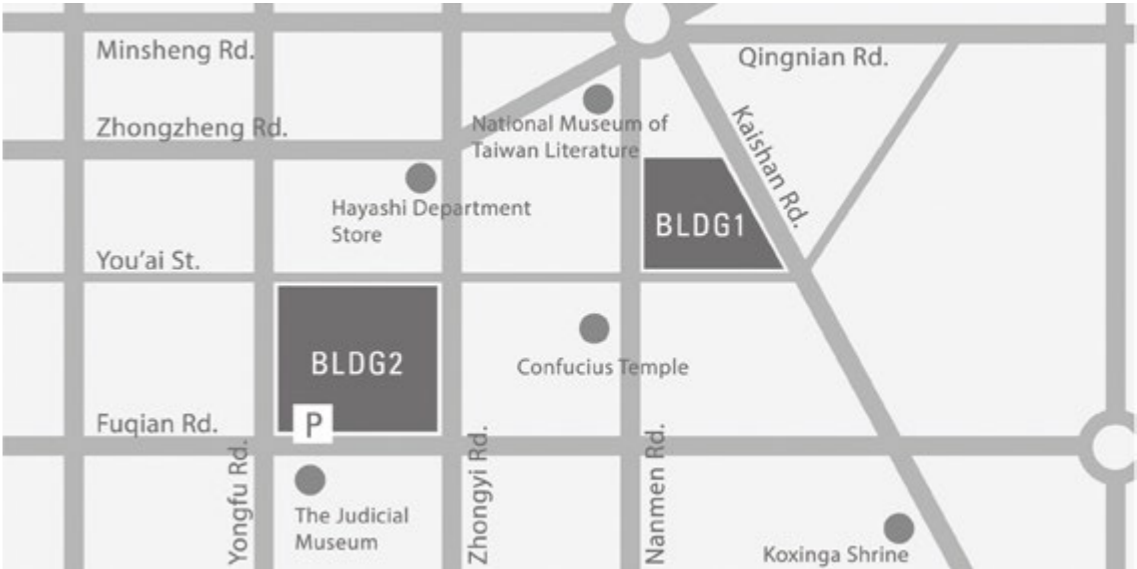 Minsheng Rd.
Qingnian Rd.
Zhongzheng Rd.
National Museum of
Taiwan Literature
Kaishan Rd.
Hayashi Department
Store
BLDG1
You'ai St.
BLDG2
Confucius Temple
Fuqian Rd.
P
Yongfu Rd.
Zhongyi Rd.
Nanmen Rd.
The Judicial
Museum
Koxinga Shrine